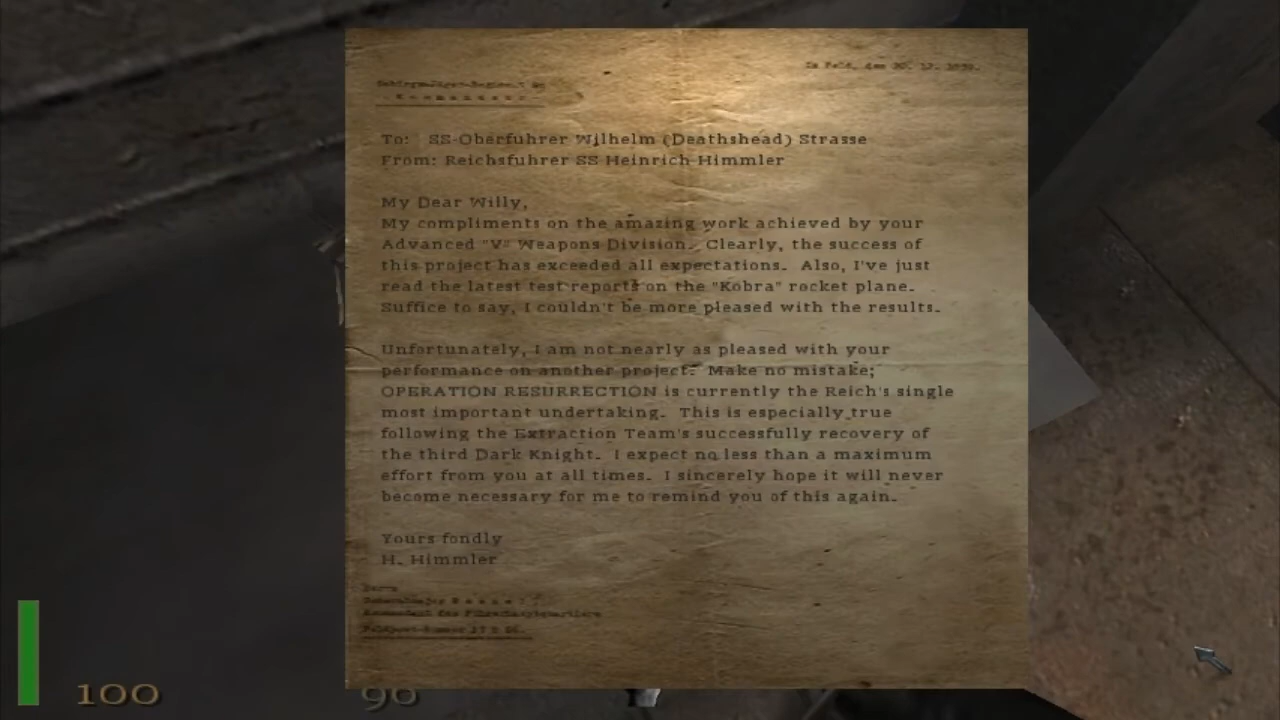 To: SS-Oberfuhrer Wilhelm (Deathshead) Strasse
From: Reichsfuhrer SS Heinrich Himmler
My Dear Willy,
My compliments on the amazing work achieved by your
Advanced "V" Weapons Division. Clearly, the success of
this project has exceeded all expectations. Also, I've just
read the latest test reports on the "Kobra" rocket plane.
Suffice to say, I couldn't be more pleased with the results.
Unfortunately, I am not nearly as pleased with your
performance on another project. Make no mistake;
OPERATION RESURRECTION is currently the Reich's single
most important undertaking. This is especially true
following the Extraction Team's successfully recovery of
the third Dark Knight. I expect no less than a maximum
effort from you at all times. I sincerely hope it will never
become necessary for me to remind you of this again.
Yours fondly
H. Himmler
100